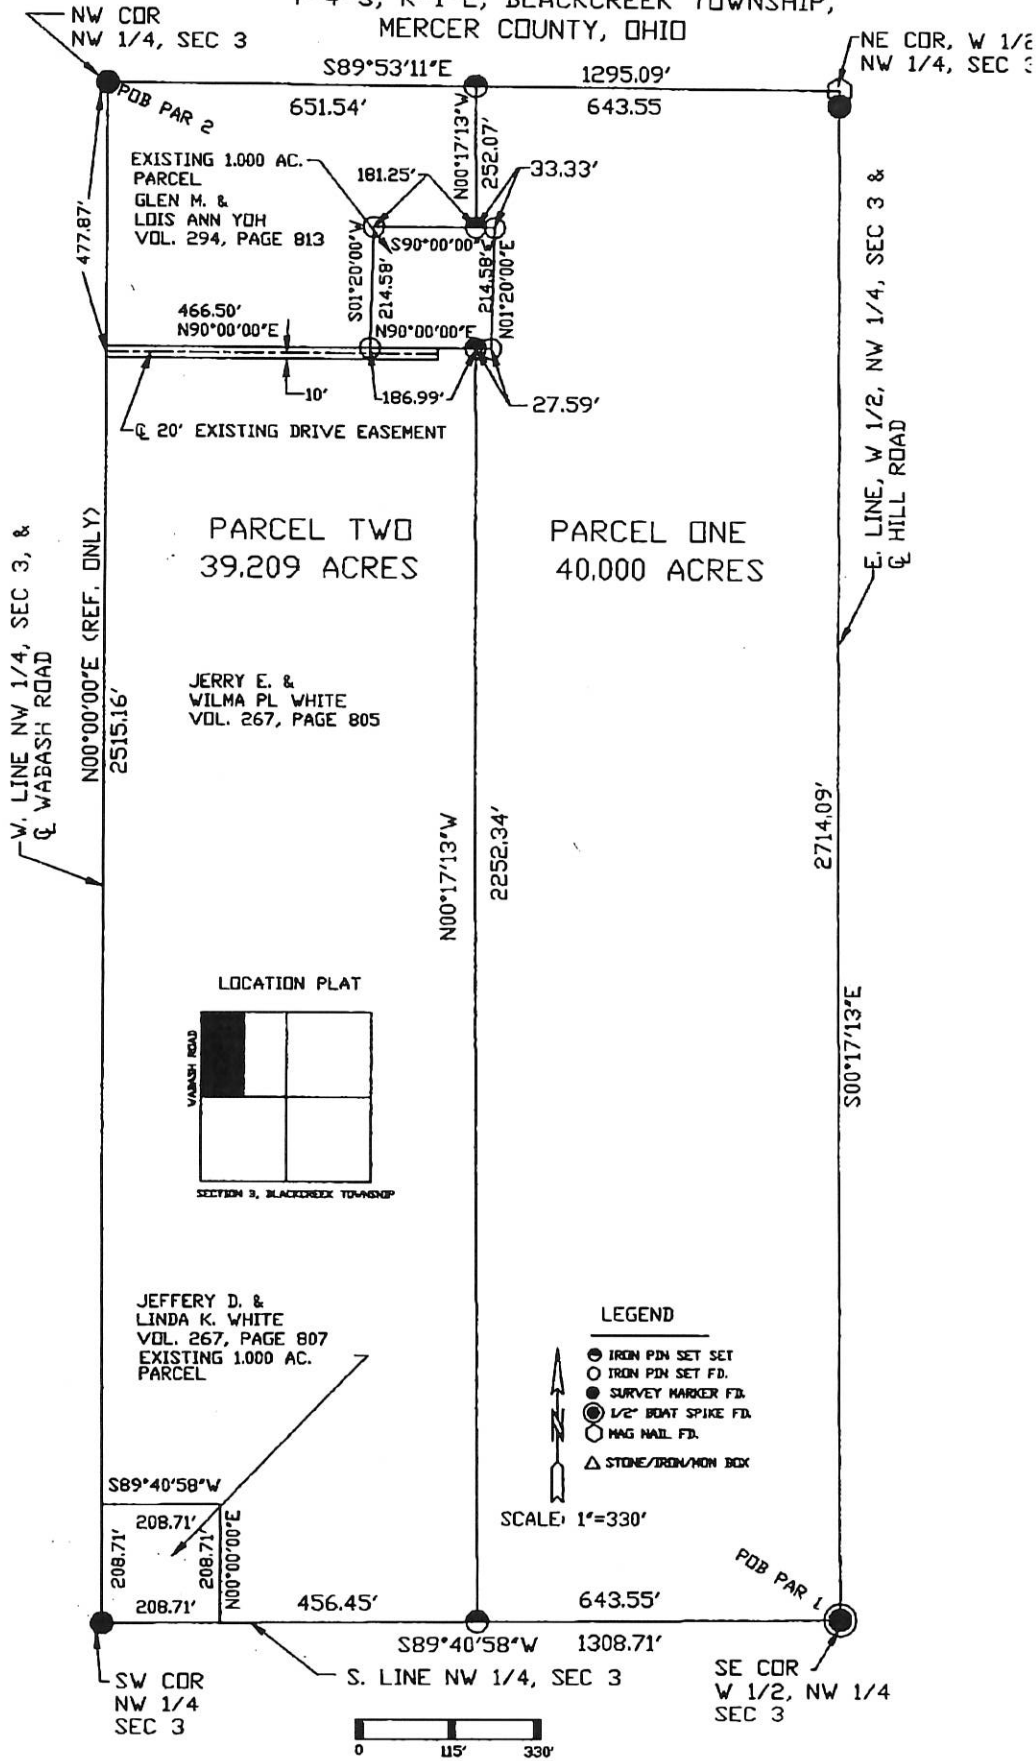 MERCER COUNTY, OHIO
NW COR
NW 1/4, SEC 3
NE COR, W 1/2
NW 1/4, SEC 3
S89°53'11"E
1295.09'
651.54'
643.55
POB PAR 2
N00°17'13"W
252.07'
EXISTING 1.000 AC.
PARCEL
GLEN M. &
LOIS ANN YOH
VOL. 294, PAGE 813
181.25'
33.33'
477.87'
S90°00'00"W
S01°20'00"W
214.58'
214.58'
N01°20'00"E
466.50'
N90°00'00"E
N90°00'00"E
10'
186.99'
27.59'
℄ 20' EXISTING DRIVE EASEMENT
E. LINE, W 1/2, NW 1/4, SEC 3 &
℄ HILL ROAD
PARCEL TWO
39.209 ACRES
PARCEL ONE
40.000 ACRES
W. LINE NW 1/4, SEC 3, &
℄ WABASH ROAD
N00°00'00"E (REF. ONLY)
2515.16'
JERRY E. &
WILMA PL WHITE
VOL. 267, PAGE 805
N00°17'13"W
2252.34'
2714.09'
S00°17'13"E
LOCATION PLAT
WABASH ROAD
SECTION 3, BLACKCREEK TOWNSHIP
JEFFERY D. &
LINDA K. WHITE
VOL. 267, PAGE 807
EXISTING 1.000 AC.
PARCEL
LEGEND
IRON PIN SET SET
IRON PIN SET FD.
SURVEY MARKER FD.
1/2" BOAT SPIKE FD.
MAG NAIL FD.
STONE/IRON/MON BOX
N
SCALE: 1"=330'
S89°40'58"W
208.71'
208.71'
208.71'
N00°00'00"E
208.71'
456.45'
643.55'
POB PAR 1
S89°40'58"W
1308.71'
SW COR
NW 1/4
SEC 3
S. LINE NW 1/4, SEC 3
SE COR
W 1/2, NW 1/4
SEC 3
0
115'
330'